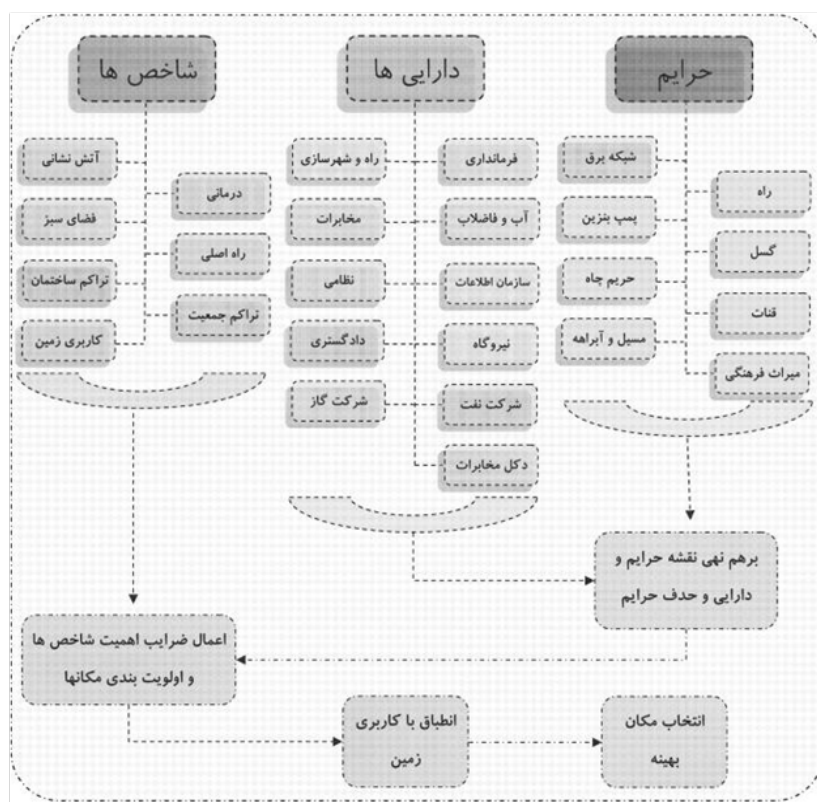 حرایم
دارایی ها
شاخص ها
شبکه برق
راه
پمپ بنزین
گسل
حریم چاه
قنات
مسیل و آبراهه
میراث فرهنگی
فرمانداری
راه و شهرسازی
آب و فاضلاب
مخابرات
سازمان اطلاعات
نظامی
نیروگاه
دادگستری
شرکت نفت
شرکت گاز
دکل مخابرات
آتش نشانی
درمانی
فضای سبز
راه اصلی
تراکم ساختمان
تراکم جمعیت
کاربری زمین
برهم نهی نقشه حرایم و
دارایی و حذف حرایم
اعمال ضرایب اهمیت شاخص ها
و اولویت بندی مکانها
انطباق با کاربری
زمین
انتخاب مکان
بهینه